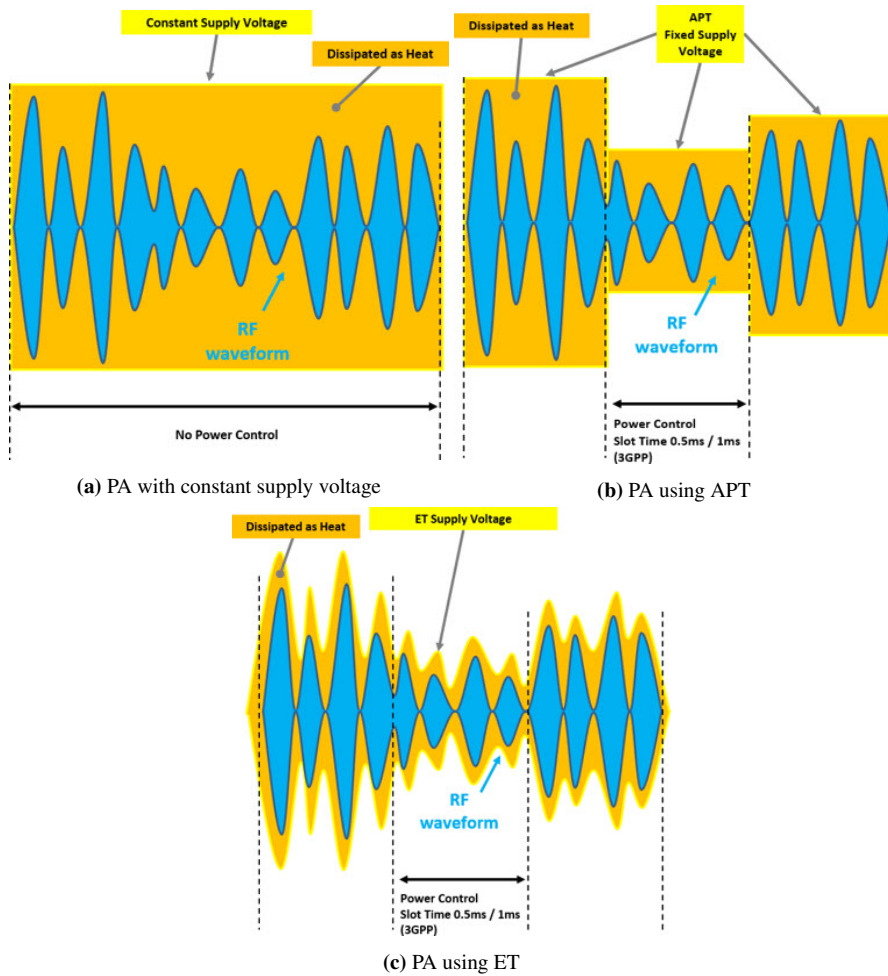 Constant Supply Voltage
Dissipated as Heat
RF
waveform
No Power Control
(a) PA with constant supply voltage
APT
Fixed Supply
Voltage
Dissipated as Heat
RF
waveform
Power Control
Slot Time 0.5ms / 1ms
(3GPP)
(b) PA using APT
Dissipated as Heat
ET Supply Voltage
RF
waveform
Power Control
Slot Time 0.5ms / 1ms
(3GPP)
(c) PA using ET